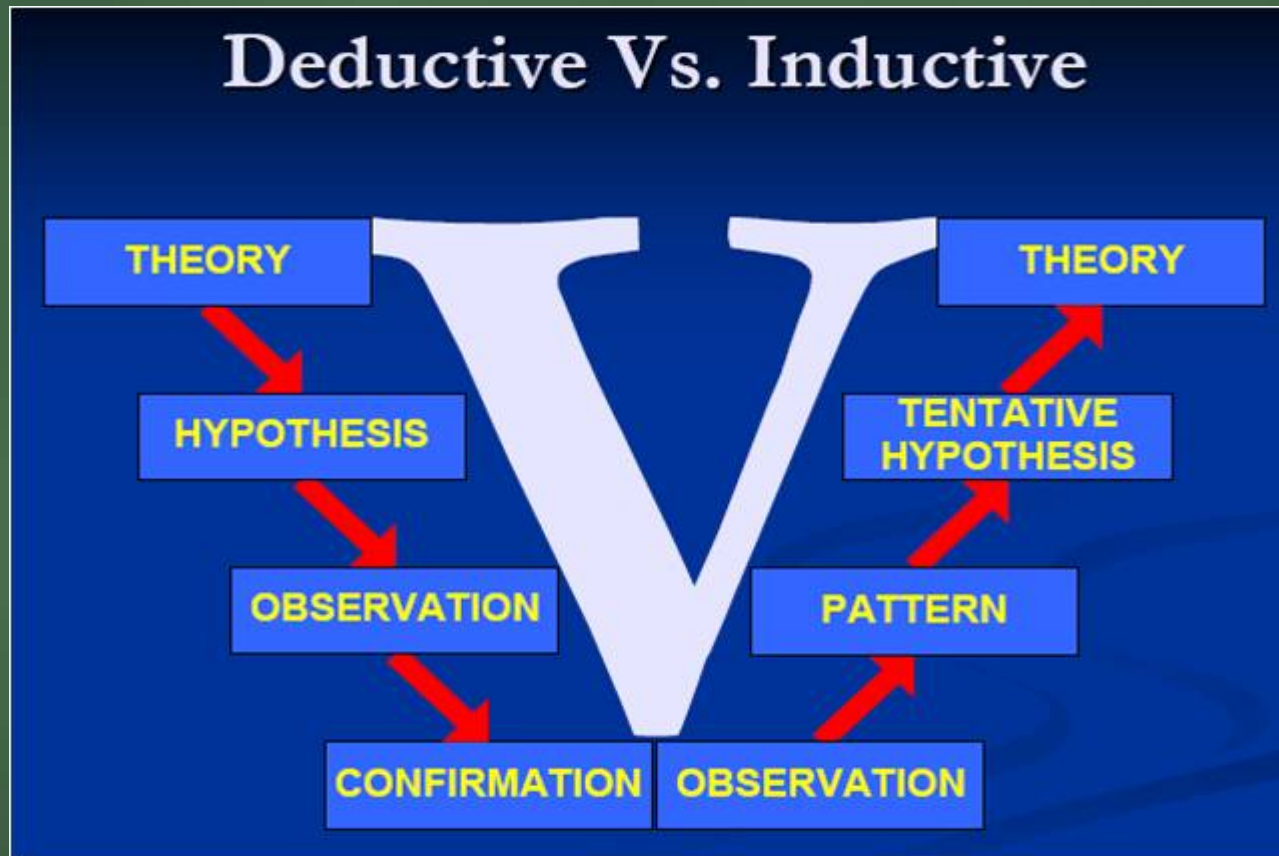 Deductive Vs. Inductive
V
THEORY
HYPOTHESIS
OBSERVATION
CONFIRMATION
THEORY
TENTATIVE
HYPOTHESIS
PATTERN
OBSERVATION